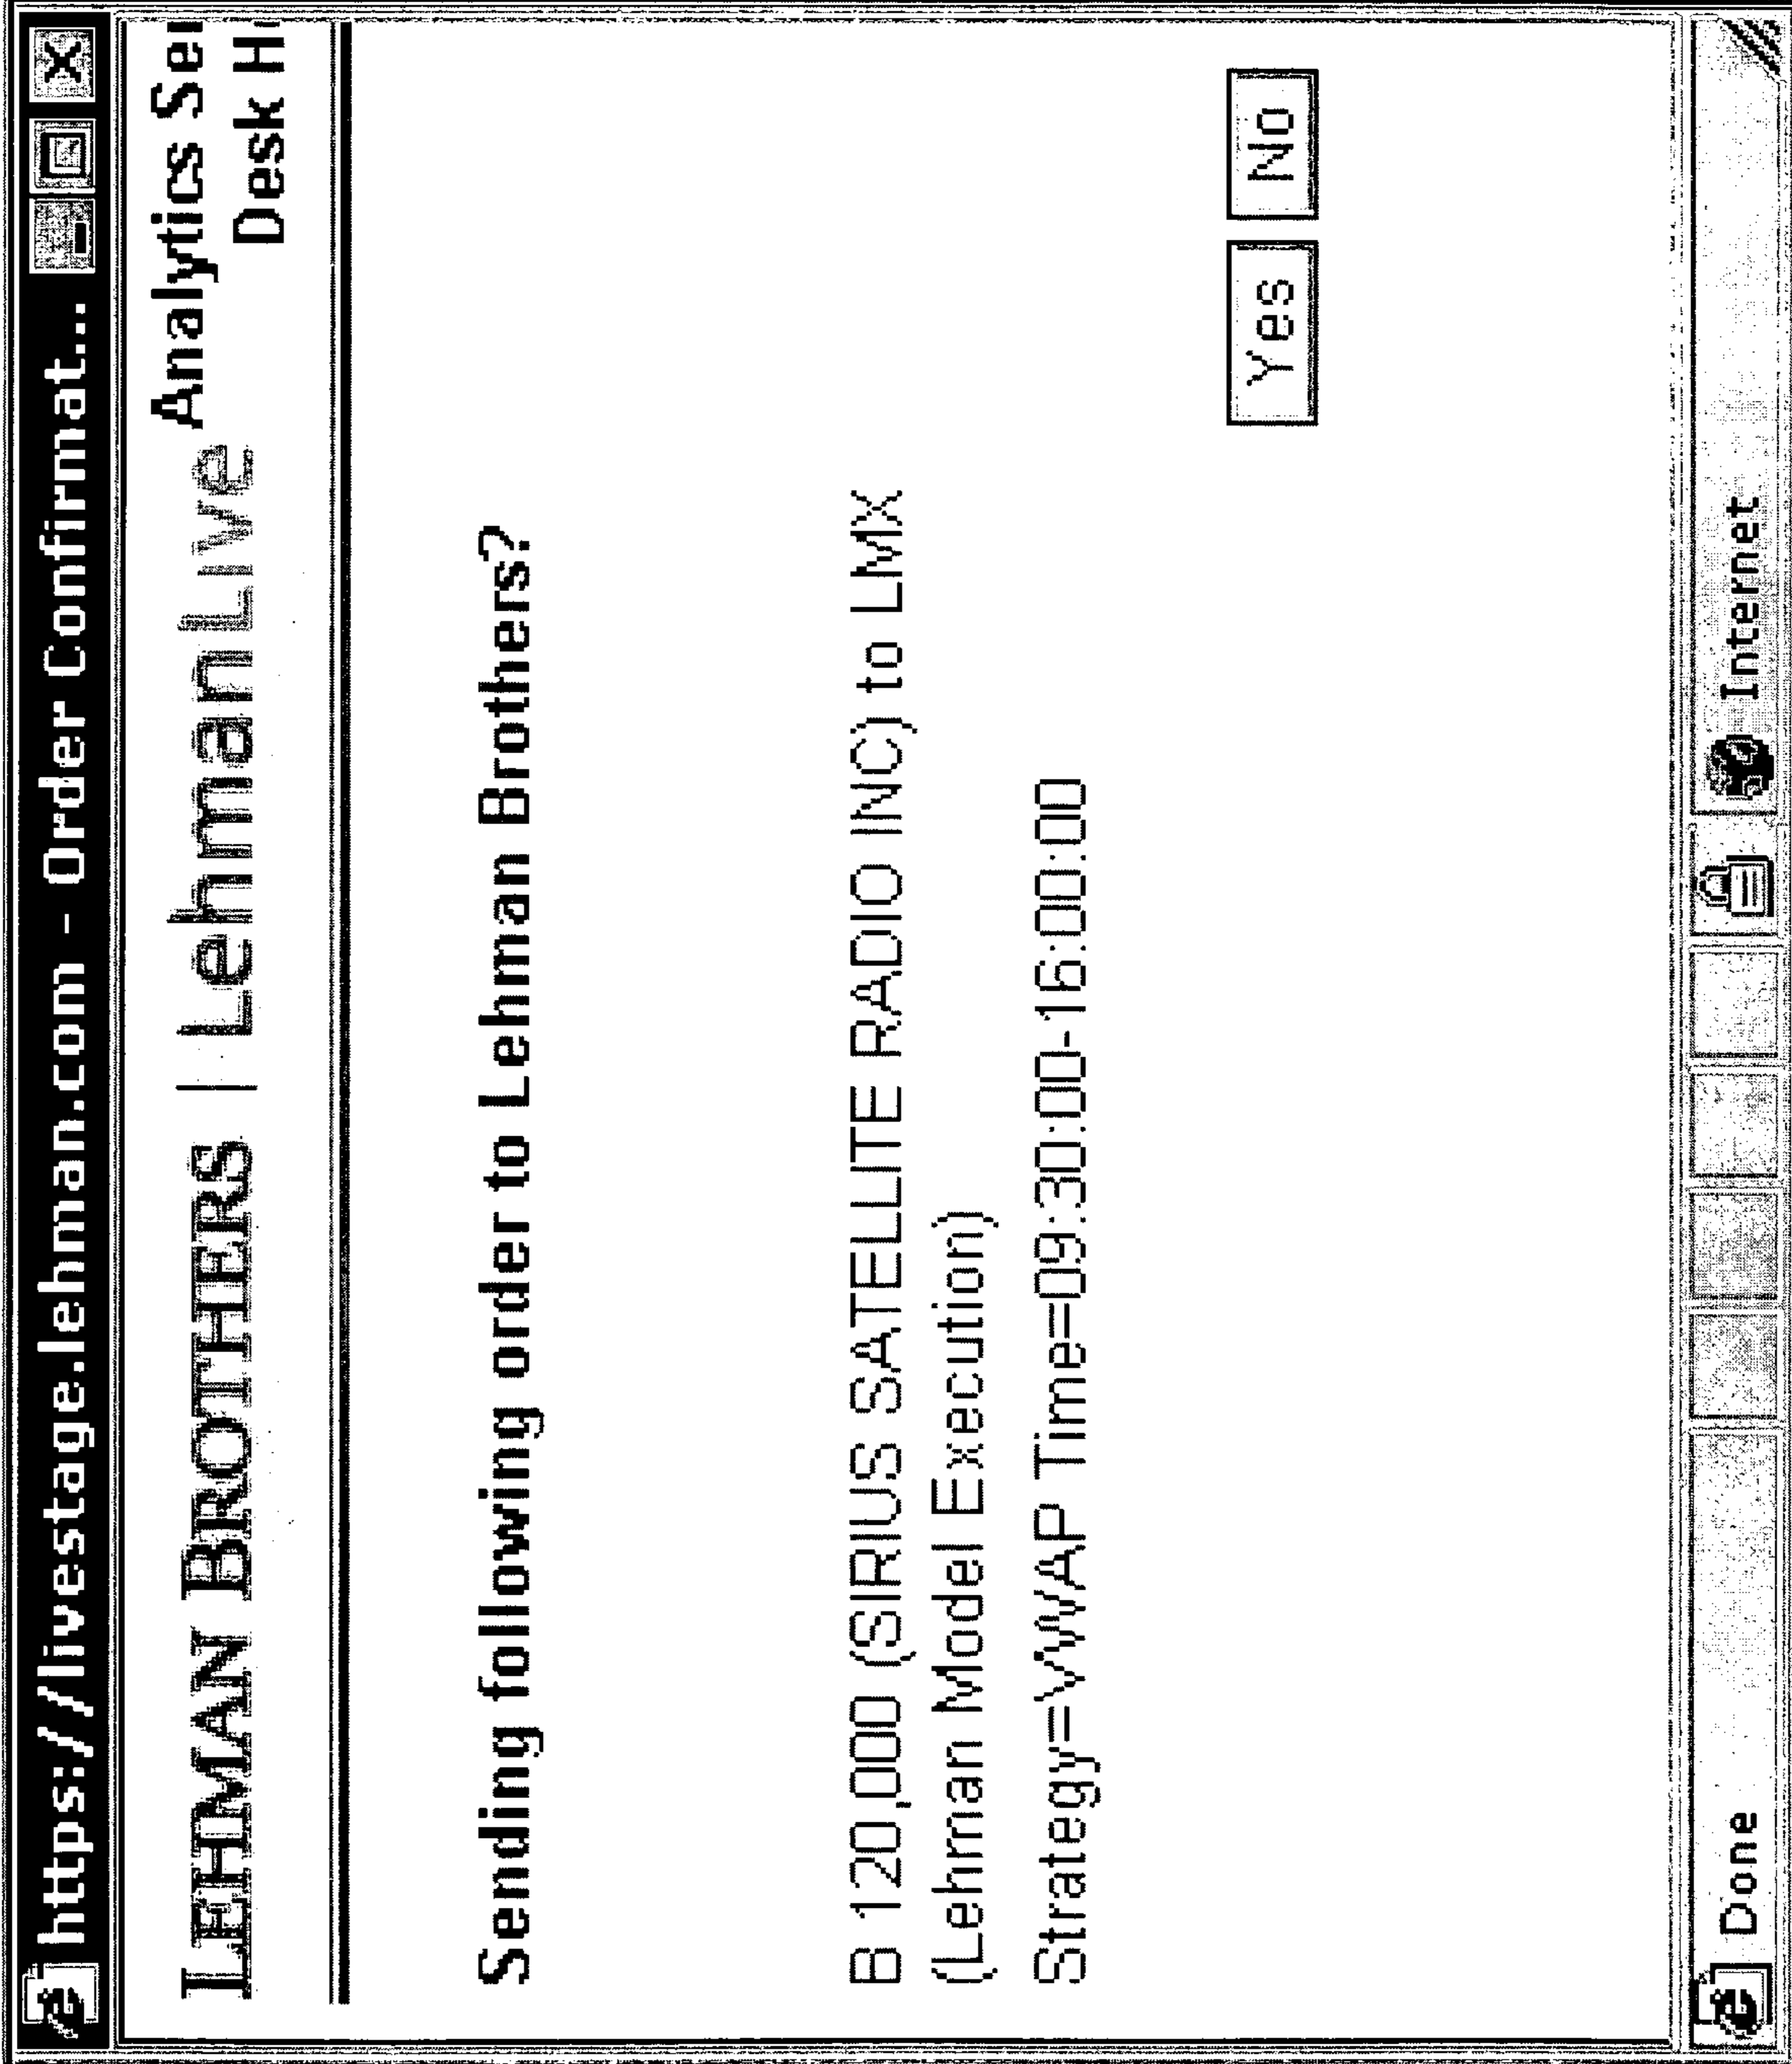 https://livestage.lehman.com - Order Confirmat...
LEHMAN BROTHERS | LehmanLive Analytics Ser
Desk H
Sending following order to Lehman Brothers?
B 120,000 (SIRIUS SATELLITE RADIO INC) to LMX
(Lehman Model Execution)
Strategy=VWAP Time=09:30:00-16:00:00
Yes No
Done Internet